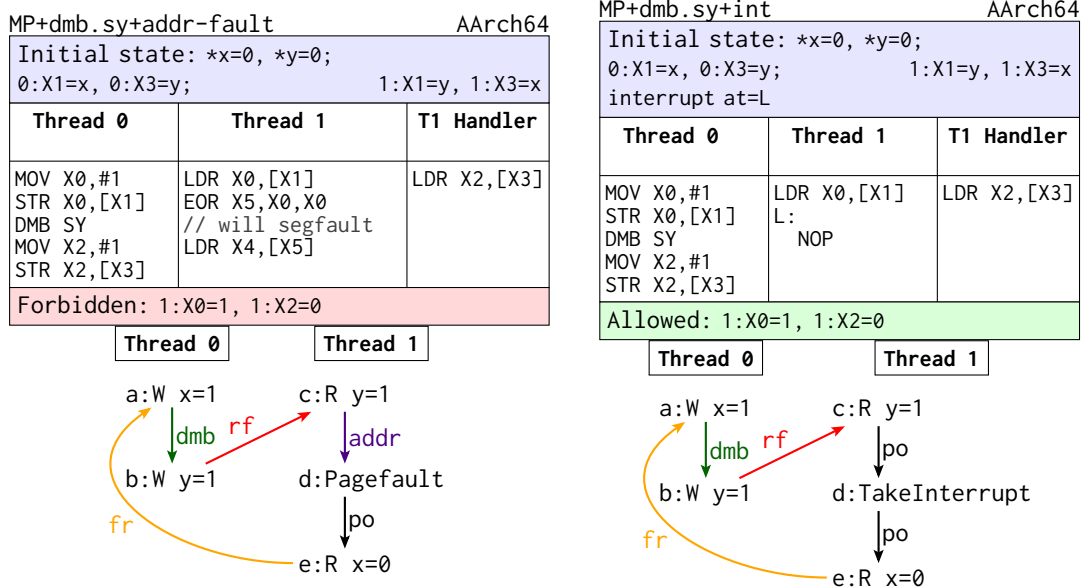 MP+dmb.sy+addr-fault AArch64
Initial state: *x=0, *y=0;
0:X1=x, 0:X3=y; 1:X1=y, 1:X3=x
Thread 0 Thread 1 T1 Handler
MOV X0,#1 LDR X0,[X1] LDR X2,[X3]
STR X0,[X1] EOR X5,X0,X0
DMB SY // will segfault
MOV X2,#1 LDR X4,[X5]
STR X2,[X3]
Forbidden: 1:X0=1, 1:X2=0
Thread 0 Thread 1
a:W x=1 c:R y=1
dmb rf addr
b:W y=1 d:Pagefault
fr po
e:R x=0
MP+dmb.sy+int AArch64
Initial state: *x=0, *y=0;
0:X1=x, 0:X3=y; 1:X1=y, 1:X3=x
interrupt at=L
Thread 0 Thread 1 T1 Handler
MOV X0,#1 LDR X0,[X1] LDR X2,[X3]
STR X0,[X1] L:
DMB SY NOP
MOV X2,#1
STR X2,[X3]
Allowed: 1:X0=1, 1:X2=0
Thread 0 Thread 1
a:W x=1 c:R y=1
dmb rf po
b:W y=1 d:TakeInterrupt
fr po
e:R x=0